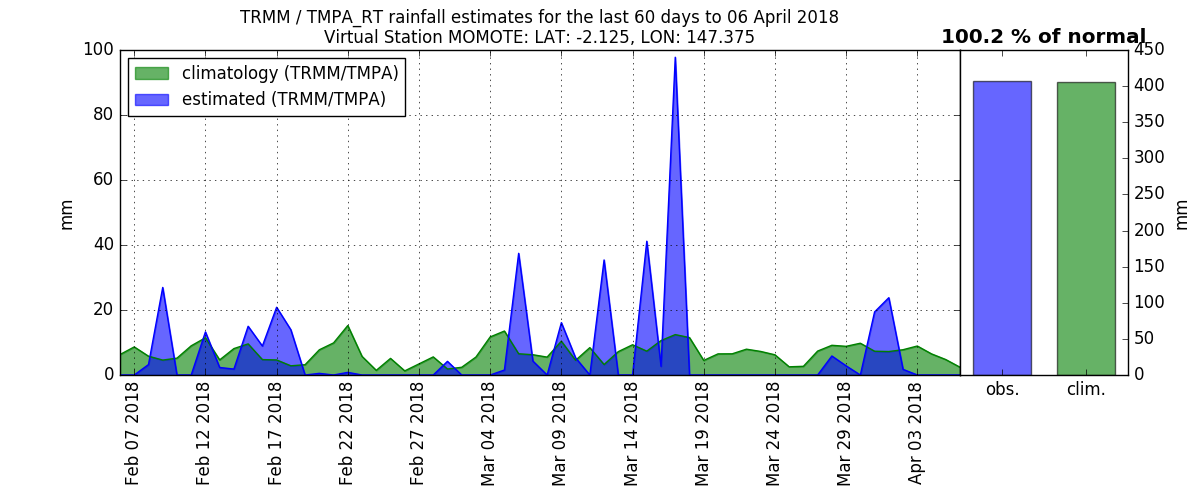 TRMM / TMPA_RT rainfall estimates for the last 60 days to 06 April 2018
Virtual Station MOMOTE: LAT: -2.125, LON: 147.375
100.2 % of normal
climatology (TRMM/TMPA)
estimated (TRMM/TMPA)
100
80
60
40
20
0
mm
Feb 07 2018
Feb 12 2018
Feb 17 2018
Feb 22 2018
Feb 27 2018
Mar 04 2018
Mar 09 2018
Mar 14 2018
Mar 19 2018
Mar 24 2018
Mar 29 2018
Apr 03 2018
obs.
clim.
450
400
350
300
250
200
150
100
50
0
mm